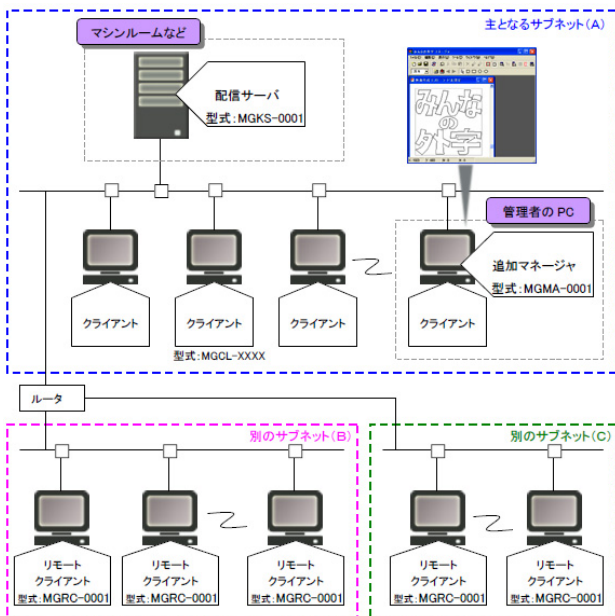 主となるサブネット(A)
マシンルームなど
配信サーバ
型式:MGKS-0001
みんな
の
外字
管理者の PC
追加マネージャ
型式:MGMA-0001
クライアント
クライアント
クライアント
クライアント
型式:MGCL-XXXX
ルータ
別のサブネット(B)
別のサブネット(C)
リモート
クライアント
型式:MGRC-0001
リモート
クライアント
型式:MGRC-0001
リモート
クライアント
型式:MGRC-0001
リモート
クライアント
型式:MGRC-0001
リモート
クライアント
型式:MGRC-0001